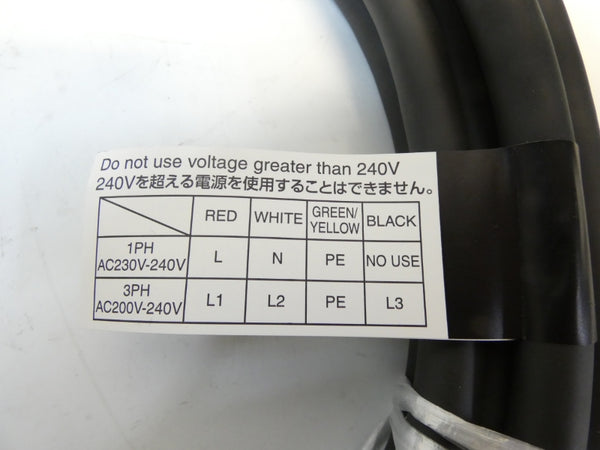 Do not use voltage greater than 240V
240Vを超える電源を使用することはできません。
RED WHITE GREEN/YELLOW BLACK
1PH AC230V-240V L N PE NO USE
3PH AC200V-240V L1 L2 PE L3